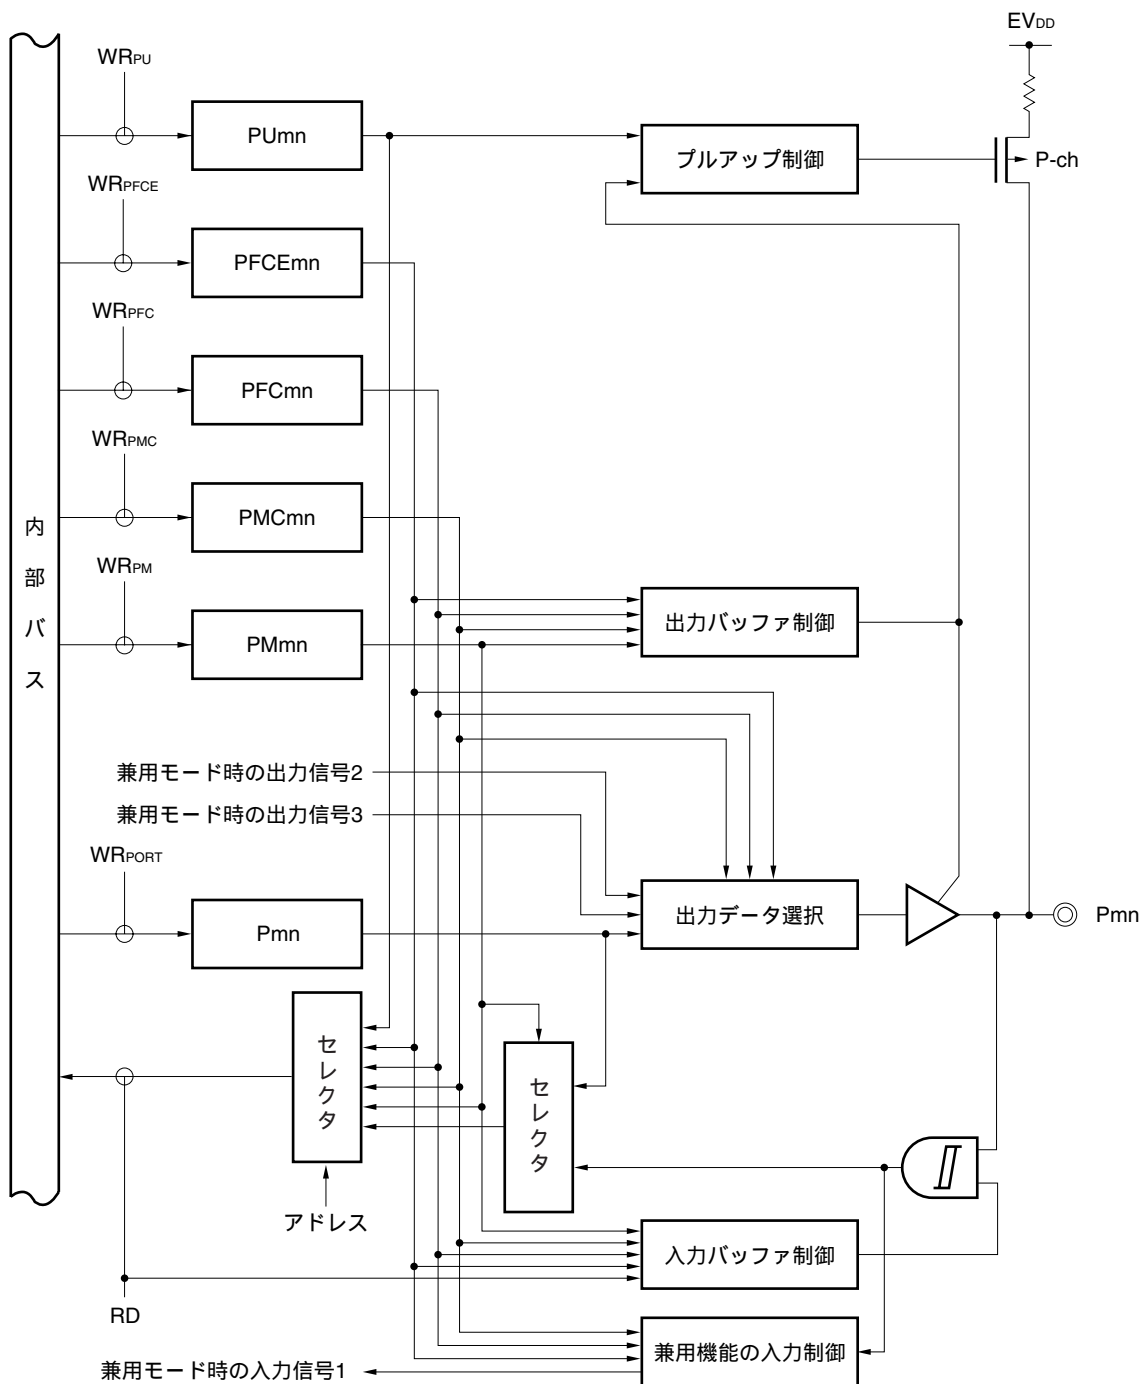 EVDD
WRPU
PUmn
プルアップ制御
P-ch
WRPFCE
PFCEmn
WRPFC
PFCmn
WRPMC
PMCmn
内部バス
WRPM
PMmn
出力バッファ制御
兼用モード時の出力信号2
兼用モード時の出力信号3
WRPORT
Pmn
出力データ選択
Pmn
セレクタ
セレクタ
アドレス
入力バッファ制御
RD
兼用機能の入力制御
兼用モード時の入力信号1